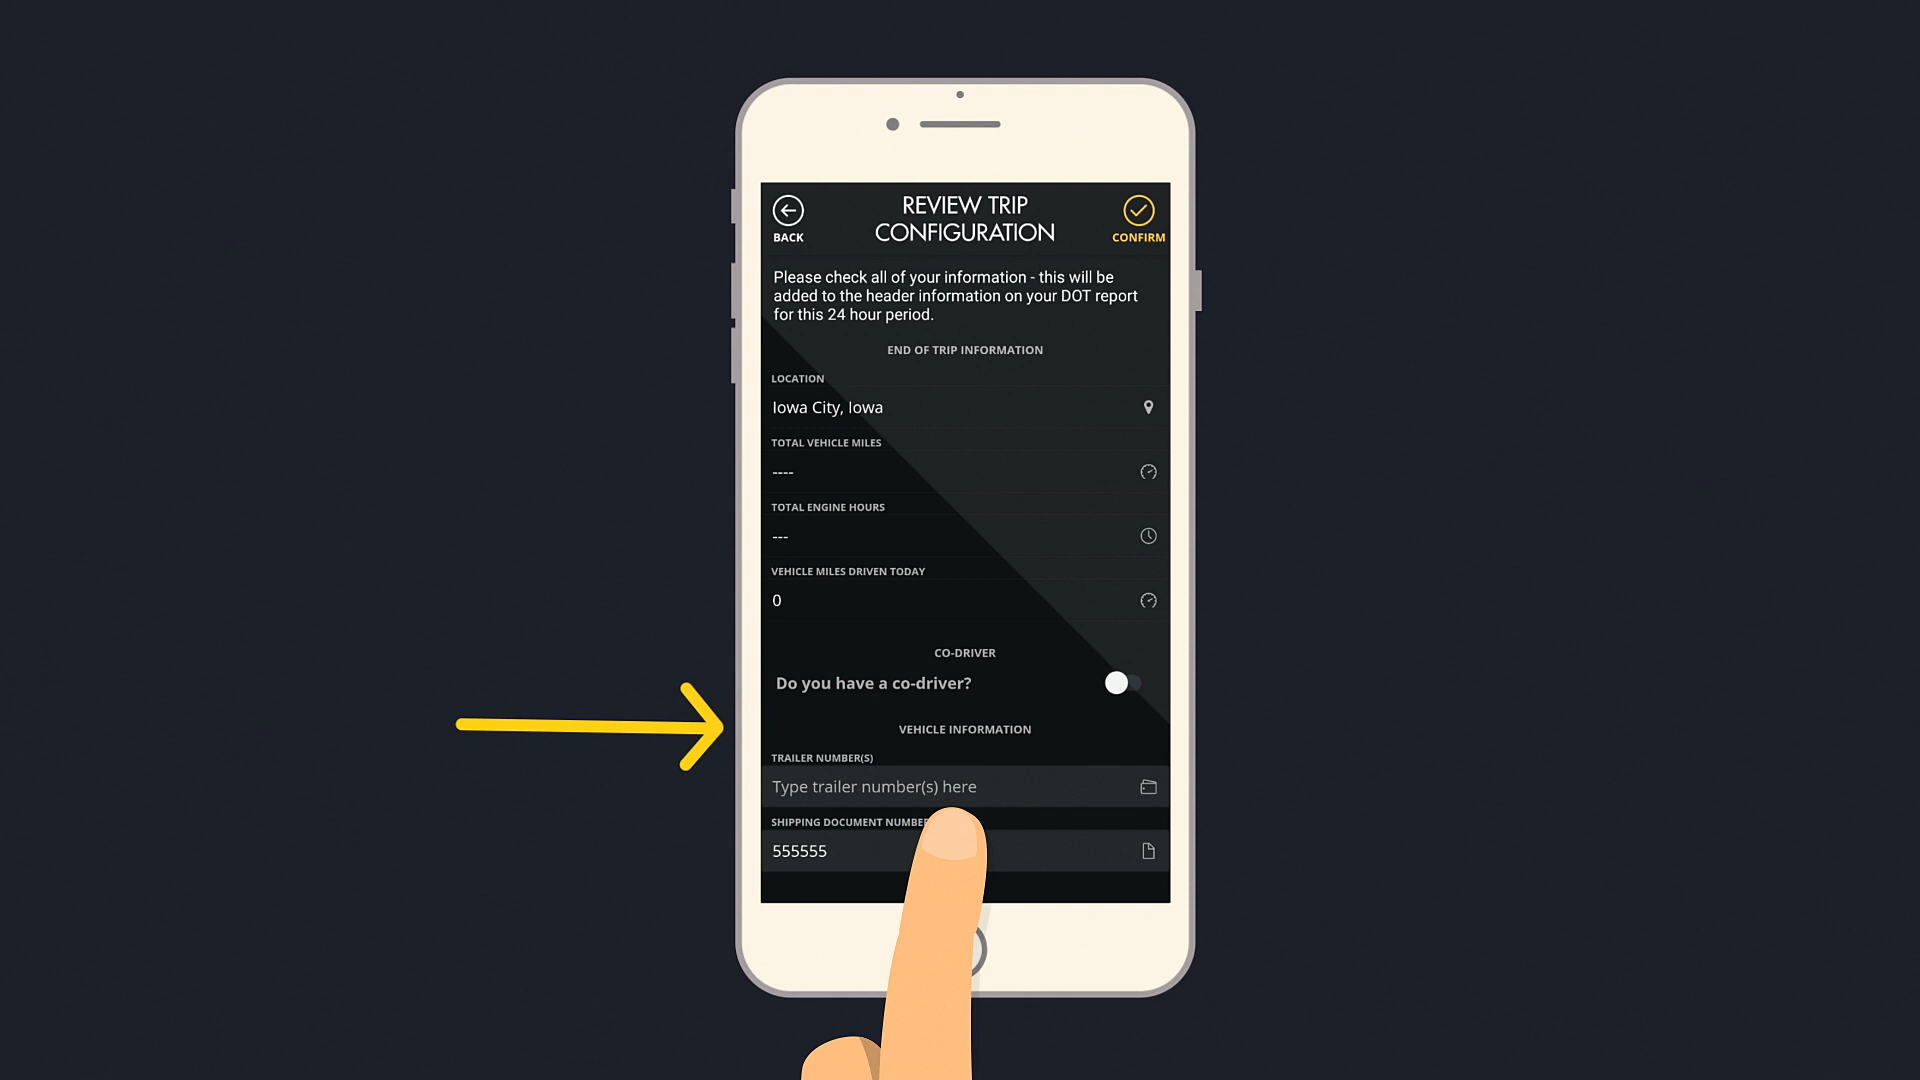 BACK
REVIEW TRIP
CONFIGURATION
CONFIRM
Please check all of your information - this will be
added to the header information on your DOT report
for this 24 hour period.
END OF TRIP INFORMATION
LOCATION
Iowa City, Iowa
TOTAL VEHICLE MILES
----
TOTAL ENGINE HOURS
---
VEHICLE MILES DRIVEN TODAY
0
CO-DRIVER
Do you have a co-driver?
VEHICLE INFORMATION
TRAILER NUMBER(S)
Type trailer number(s) here
SHIPPING DOCUMENT
555555